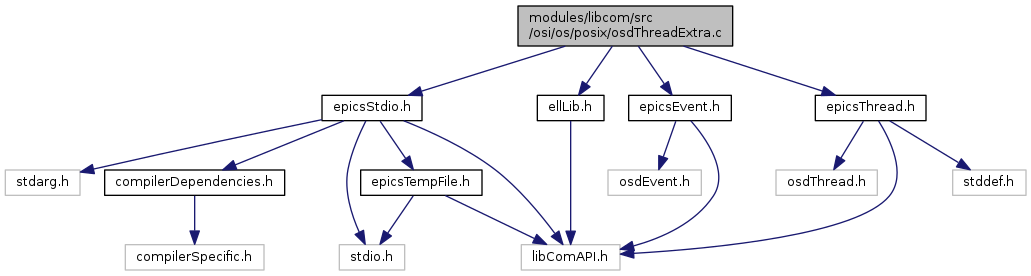 modules/libcom/src
/osi/os/posix/osdThreadExtra.c
epicsStdio.h
ellLib.h
epicsEvent.h
epicsThread.h
stdarg.h
compilerDependencies.h
epicsTempFile.h
osdEvent.h
osdThread.h
stddef.h
compilerSpecific.h
stdio.h
libComAPI.h